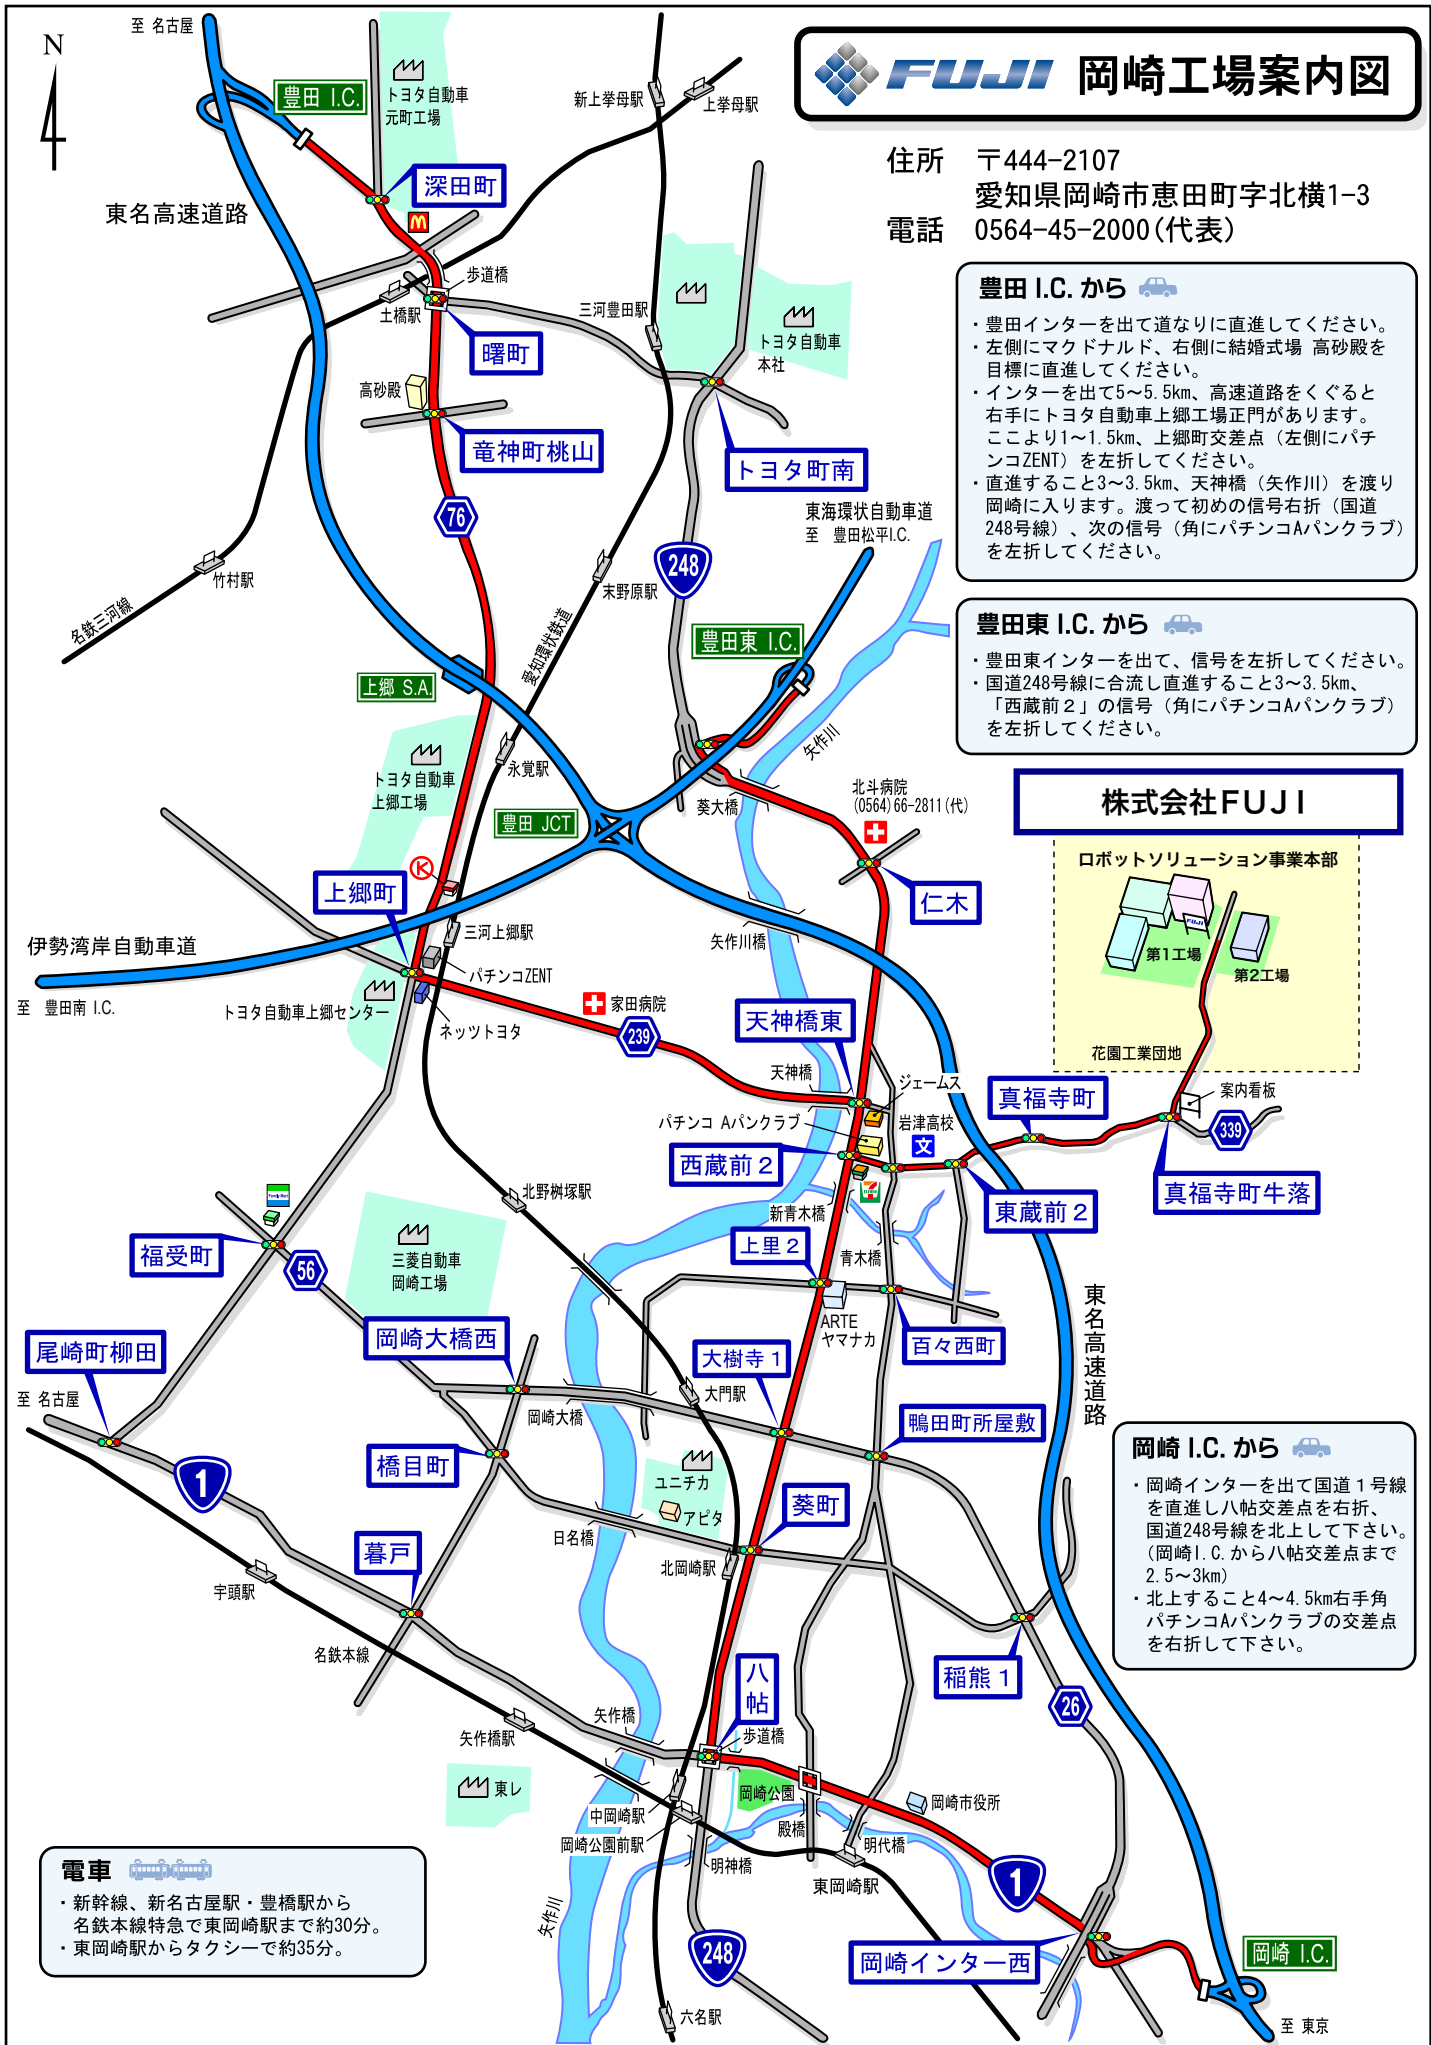 至 名古屋
N
豊田 I.C.
トヨタ自動車
元町工場
新上挙母駅
上挙母駅
FUJI 岡崎工場案内図
住所 〒444-2107
愛知県岡崎市恵田町字北横1-3
電話 0564-45-2000(代表)
深田町
東名高速道路
歩道橋
土橋駅
三河豊田駅
トヨタ自動車
本社
曙町
高砂殿
竜神町桃山
トヨタ町南
豊田 I.C. から
・豊田インターを出て道なりに直進してください。
・左側にマクドナルド、右側に結婚式場 高砂殿を
目標に直進してください。
・インターを出て5〜5.5km、高速道路をくぐると
右手にトヨタ自動車上郷工場正門があります。
ここより1〜1.5km、上郷町交差点（左側にパチ
ンコZENT）を左折してください。
・直進すること3〜3.5km、天神橋（矢作川）を渡り
岡崎に入ります。渡って初めの信号右折（国道
248号線）、次の信号（角にパチンコAパンクラブ）
を左折してください。
76
東海環状自動車道
至 豊田松平I.C.
248
竹村駅
末野原駅
名鉄三河線
愛知環状鉄道
豊田東 I.C.
豊田東 I.C. から
・豊田東インターを出て、信号を左折してください。
・国道248号線に合流し直進すること3〜3.5km、
「西蔵前２」の信号（角にパチンコAパンクラブ）
を左折してください。
上郷 S.A.
矢作川
永覚駅
トヨタ自動車
上郷工場
豊田 JCT
葵大橋
北斗病院
(0564)66-2811(代)
株式会社FUJI
ロボットソリューション事業本部
FUJI
第1工場
第2工場
花園工業団地
K
上郷町
仁木
三河上郷駅
矢作川橋
伊勢湾岸自動車道
パチンコZENT
至 豊田南 I.C.
トヨタ自動車上郷センター
ネッツトヨタ
家田病院
239
天神橋東
天神橋
ジェームス
真福寺町
案内看板
339
パチンコ Aパンクラブ
岩津高校
文
西蔵前２
東蔵前２
真福寺町牛落
7
北野桝塚駅
新青木橋
FamilyMart
福受町
56
三菱自動車
岡崎工場
上里２
青木橋
ARTE
ヤマナカ
百々西町
東名高速道路
尾崎町柳田
岡崎大橋西
大樹寺１
至 名古屋
大門駅
岡崎大橋
鴨田町所屋敷
橋目町
1
ユニチカ
アピタ
葵町
日名橋
北岡崎駅
岡崎 I.C. から
・岡崎インターを出て国道１号線
を直進し八帖交差点を右折、
国道248号線を北上して下さい。
(岡崎I.C.から八帖交差点まで
2.5〜3km)
・北上すること4〜4.5km右手角
パチンコAパンクラブの交差点
を右折して下さい。
暮戸
宇頭駅
名鉄本線
稲熊１
26
八帖
歩道橋
矢作橋
矢作橋駅
東レ
岡崎公園
中岡崎駅
岡崎公園前駅
殿橋
岡崎市役所
明代橋
明神橋
東岡崎駅
1
電車
・新幹線、新名古屋駅・豊橋駅から
名鉄本線特急で東岡崎駅まで約30分。
・東岡崎駅からタクシーで約35分。
矢作川
248
岡崎インター西
岡崎 I.C.
六名駅
至 東京